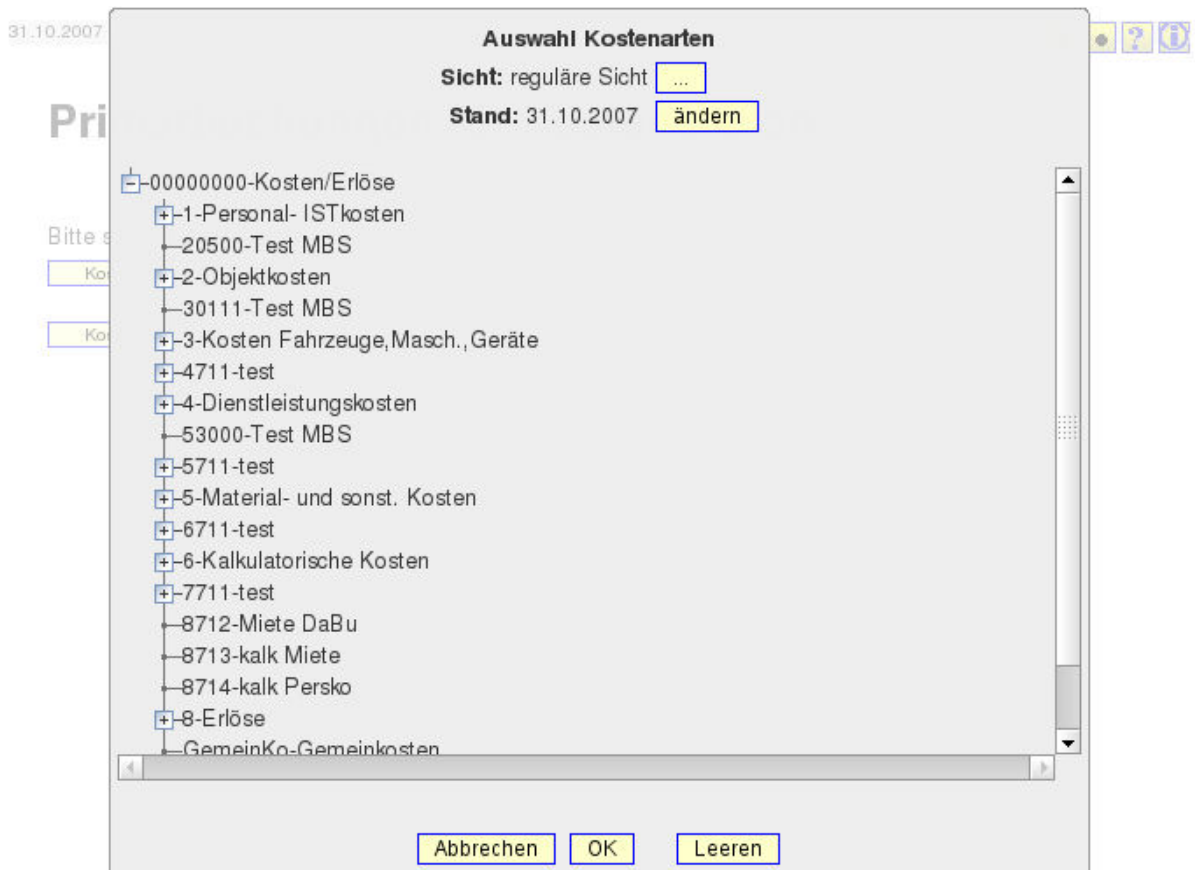 31.10.2007
Auswahl Kostenarten
Sicht: reguläre Sicht ...
Stand: 31.10.2007 ändern
Pri
00000000-Kosten/Erlöse
1-Personal- ISTkosten
20500-Test MBS
Bitte s
2-Objektkosten
Ko
30111-Test MBS
3-Kosten Fahrzeuge,Masch.,Geräte
Ko
4711-test
4-Dienstleistungskosten
53000-Test MBS
5711-test
5-Material- und sonst. Kosten
6711-test
6-Kalkulatorische Kosten
7711-test
8712-Miete DaBu
8713-kalk Miete
8714-kalk Persko
8-Erlöse
GemeinKo-Gemeinkosten
Abbrechen OK Leeren